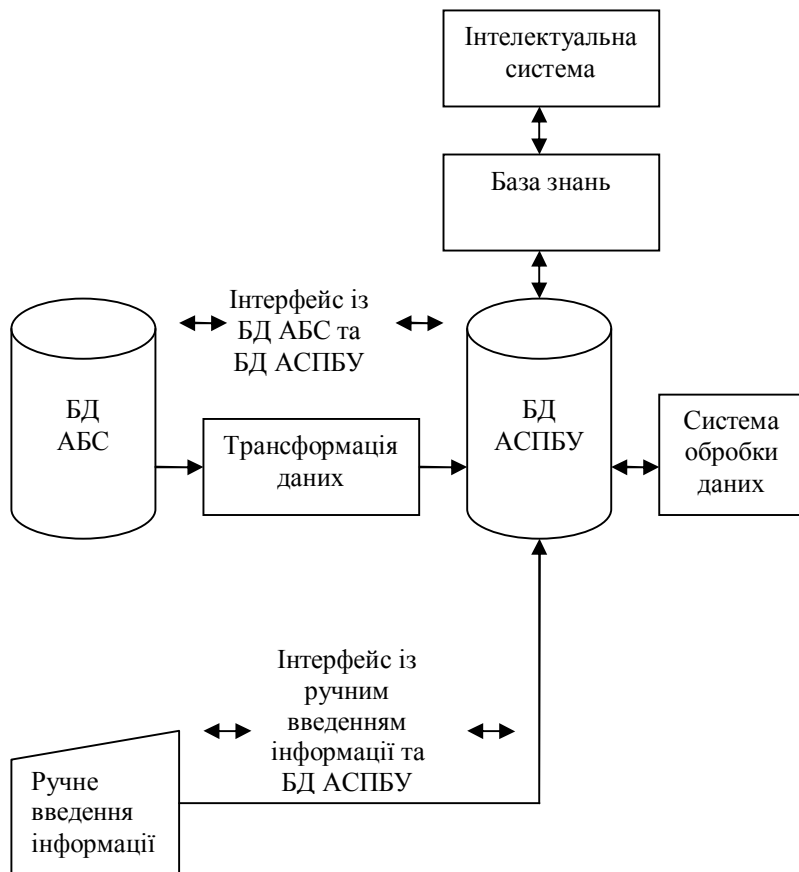 Інтелектуальна
система
База знань
Інтерфейс із
БД АБС та
БД АСПБУ
БД
АБС
Трансформація
даних
БД
АСПБУ
Система
обробки
даних
Інтерфейс із
ручним
введенням
інформації та
БД АСПБУ
Ручне
введення
інформації